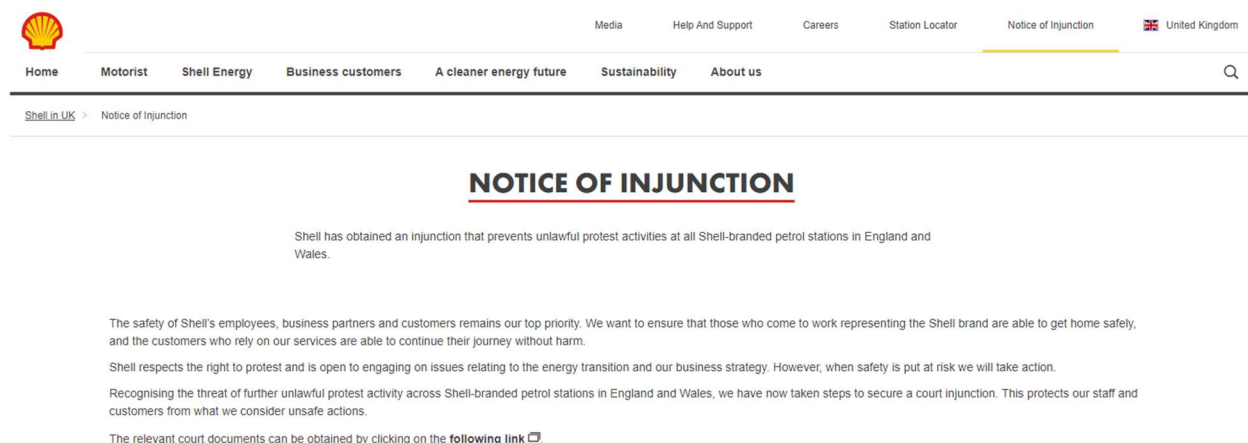 Media Help And Support Careers Station Locator Notice of Injunction United Kingdom
Home Motorist Shell Energy Business customers A cleaner energy future Sustainability About us
Shell in UK > Notice of Injunction
NOTICE OF INJUNCTION
Shell has obtained an injunction that prevents unlawful protest activities at all Shell-branded petrol stations in England and
Wales.
The safety of Shell's employees, business partners and customers remains our top priority. We want to ensure that those who come to work representing the Shell brand are able to get home safely,
and the customers who rely on our services are able to continue their journey without harm.
Shell respects the right to protest and is open to engaging on issues relating to the energy transition and our business strategy. However, when safety is put at risk we will take action.
Recognising the threat of further unlawful protest activity across Shell-branded petrol stations in England and Wales, we have now taken steps to secure a court injunction. This protects our staff and
customers from what we consider unsafe actions.
The relevant court documents can be obtained by clicking on the following link.